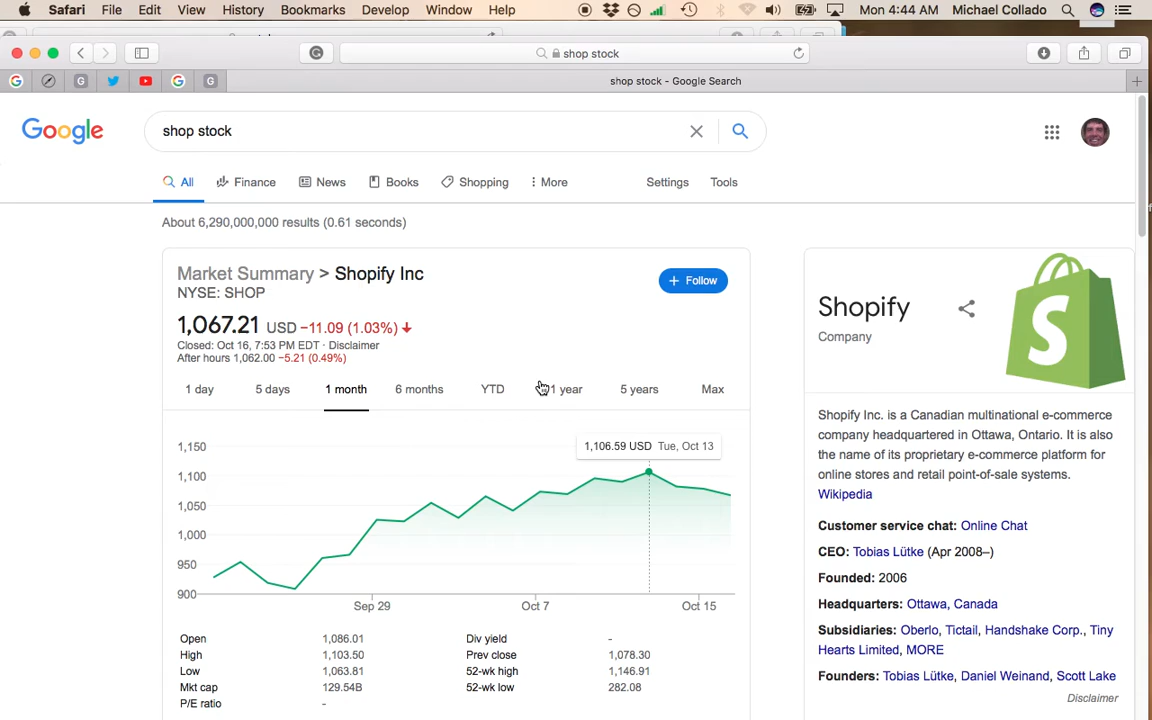 Safari File Edit View History Bookmarks Develop Window Help Mon 4:44 AM Michael Collado
shop stock
shop stock - Google Search
Google shop stock
All Finance News Books Shopping More Settings Tools
About 6,290,000,000 results (0.61 seconds)
Market Summary > Shopify Inc
NYSE: SHOP
+ Follow
1,067.21 USD −11.09 (1.03%)
Closed: Oct 16, 7:53 PM EDT · Disclaimer
After hours 1,062.00 −5.21 (0.49%)
1 day 5 days 1 month 6 months YTD 1 year 5 years Max
1,106.59 USD Tue, Oct 13
1,150
1,100
1,050
1,000
950
900
Sep 29 Oct 7 Oct 15
Open 1,086.01 Div yield -
High 1,103.50 Prev close 1,078.30
Low 1,063.81 52-wk high 1,146.91
Mkt cap 129.54B 52-wk low 282.08
P/E ratio -
Shopify
Company
S
Shopify Inc. is a Canadian multinational e-commerce
company headquartered in Ottawa, Ontario. It is also
the name of its proprietary e-commerce platform for
online stores and retail point-of-sale systems.
Wikipedia
Customer service chat: Online Chat
CEO: Tobias Lütke (Apr 2008–)
Founded: 2006
Headquarters: Ottawa, Canada
Subsidiaries: Oberlo, Tictail, Handshake Corp., Tiny
Hearts Limited, MORE
Founders: Tobias Lütke, Daniel Weinand, Scott Lake
Disclaimer